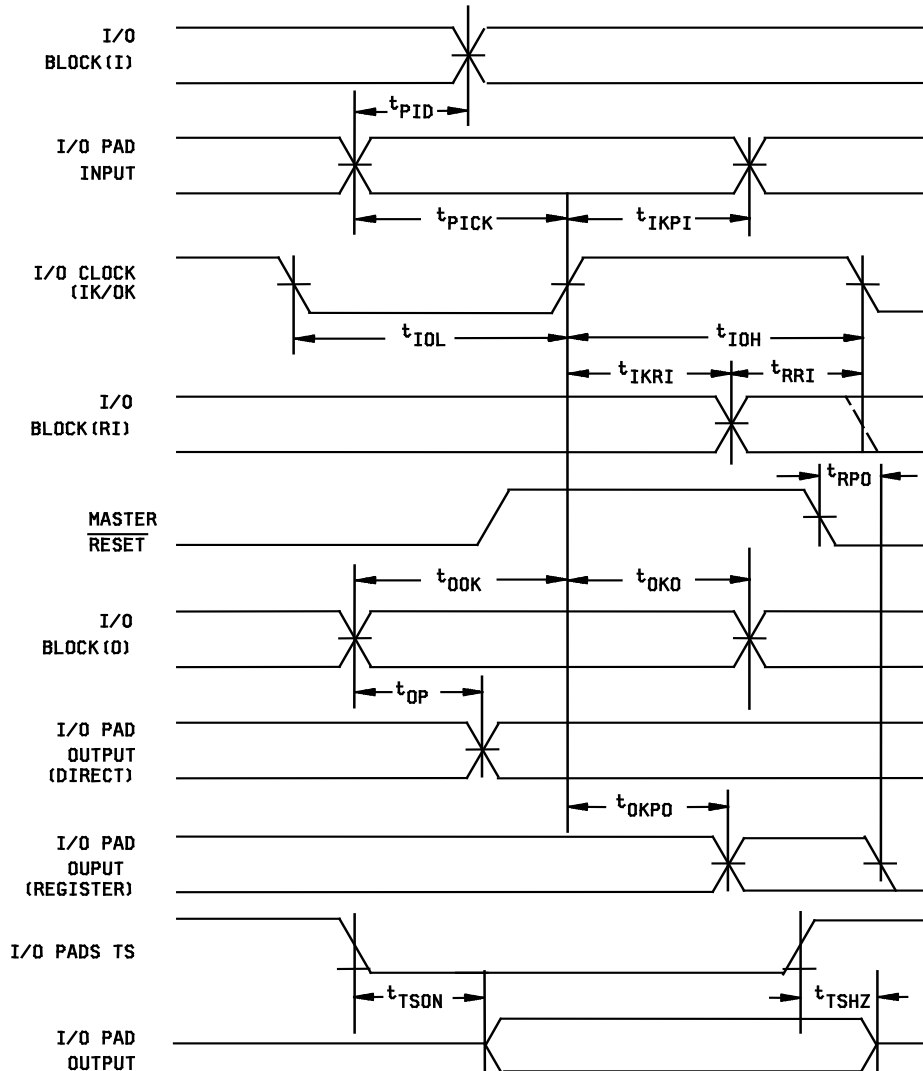 I/O
BLOCK(I)
tPID
I/O PAD
INPUT
tPICK
tIKPI
I/O CLOCK
(IK/OK
tIOL
tIOH
tIKRI
tRRI
I/O
BLOCK(RI)
tRPO
MASTER
RESET
tOOK
tOKO
I/O
BLOCK(O)
tOP
I/O PAD
OUTPUT
(DIRECT)
tOKPO
I/O PAD
OUPUT
(REGISTER)
I/O PADS TS
tTSON
tTSHZ
I/O PAD
OUTPUT